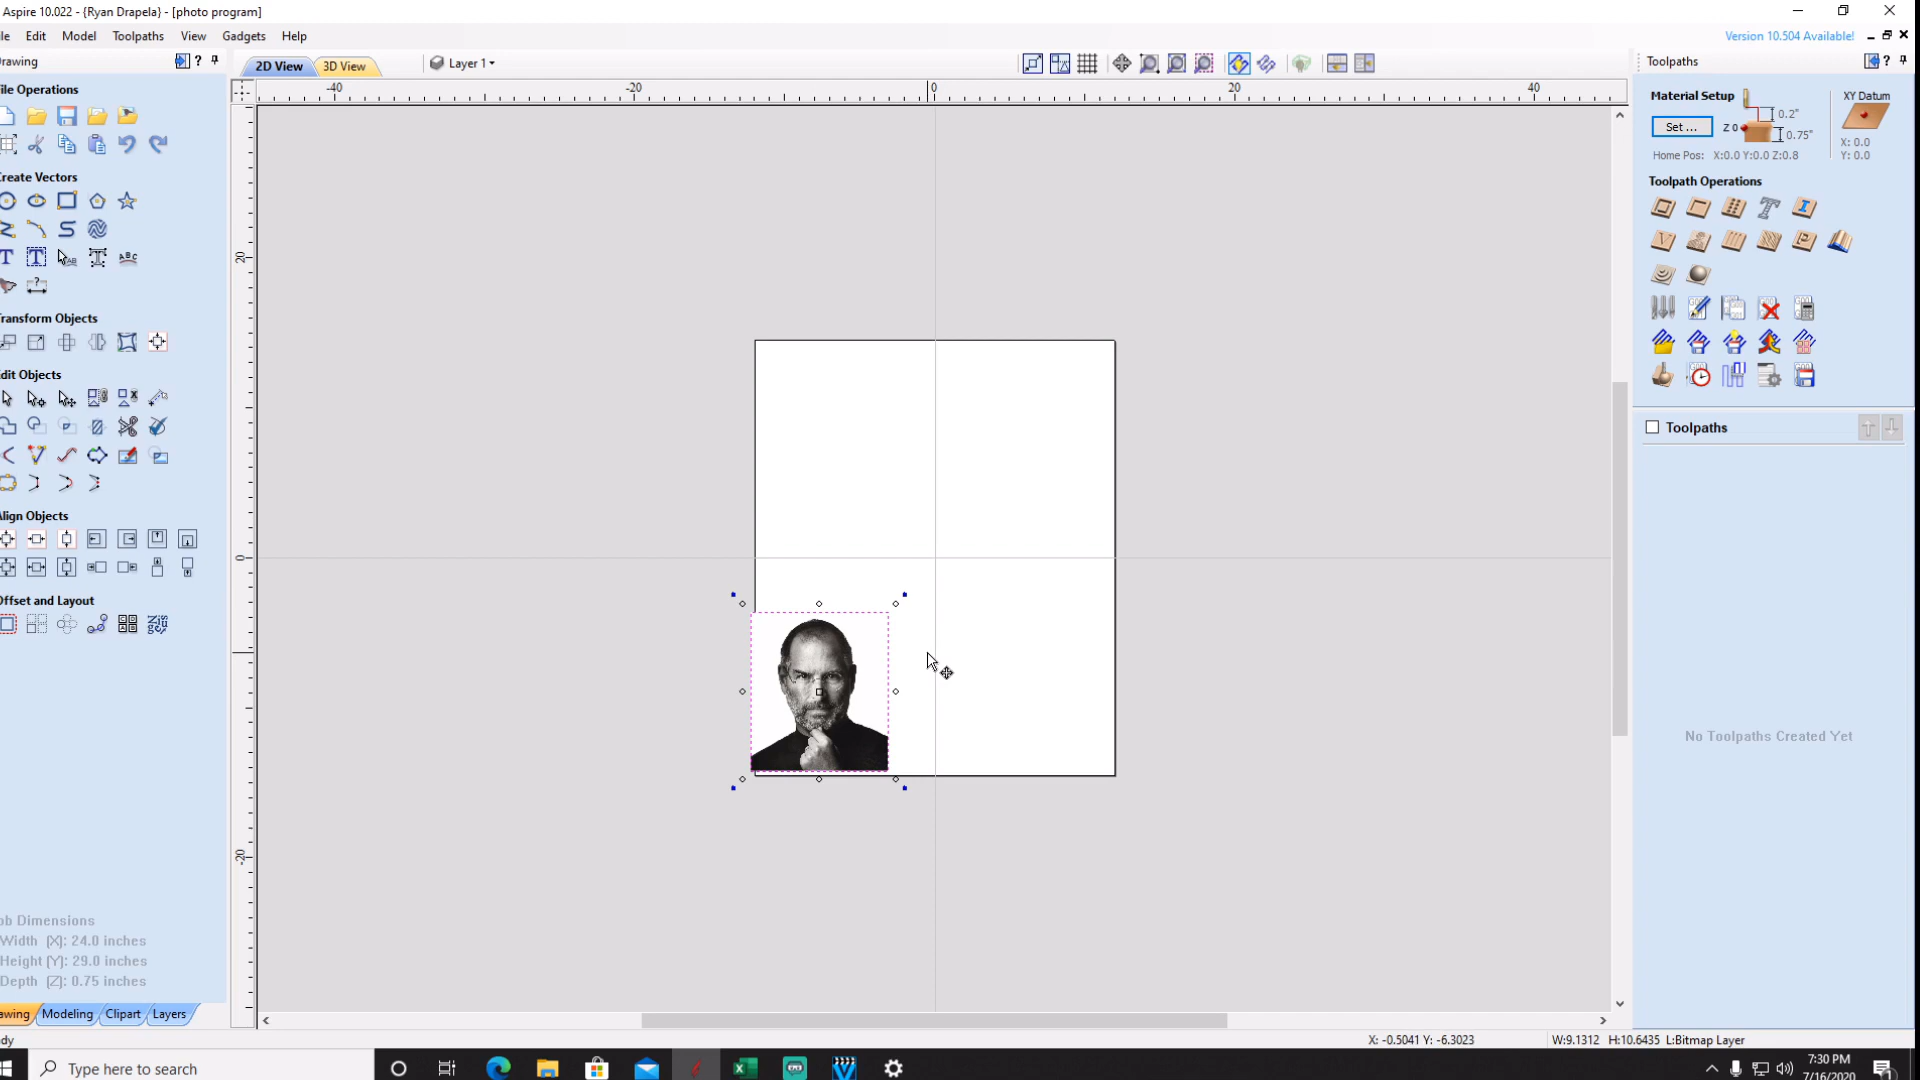 Aspire 10.022 - {Ryan Drapela} - [photo program]
le Edit Model Toolpaths View Gadgets Help
Version 10.504 Available!
rawing
2D View 3D View Layer 1
Toolpaths
-40 -20 0 20 40
20
0
-20
ile Operations
reate Vectors
ransform Objects
dit Objects
lign Objects
ffset and Layout
ob Dimensions
Width (X): 24.0 inches
Height (Y): 29.0 inches
Depth (Z): 0.75 inches
awing Modeling Clipart Layers
Material Setup
Set ...
Z 0
0.2"
0.75"
XY Datum
X: 0.0
Y: 0.0
Home Pos: X:0.0 Y:0.0 Z:0.8
Toolpath Operations
Toolpaths
No Toolpaths Created Yet
dy
X: -0.5041 Y: -6.3023
W:9.1312 H:10.6435 L:Bitmap Layer
Type here to search
7:30 PM
7/16/2020